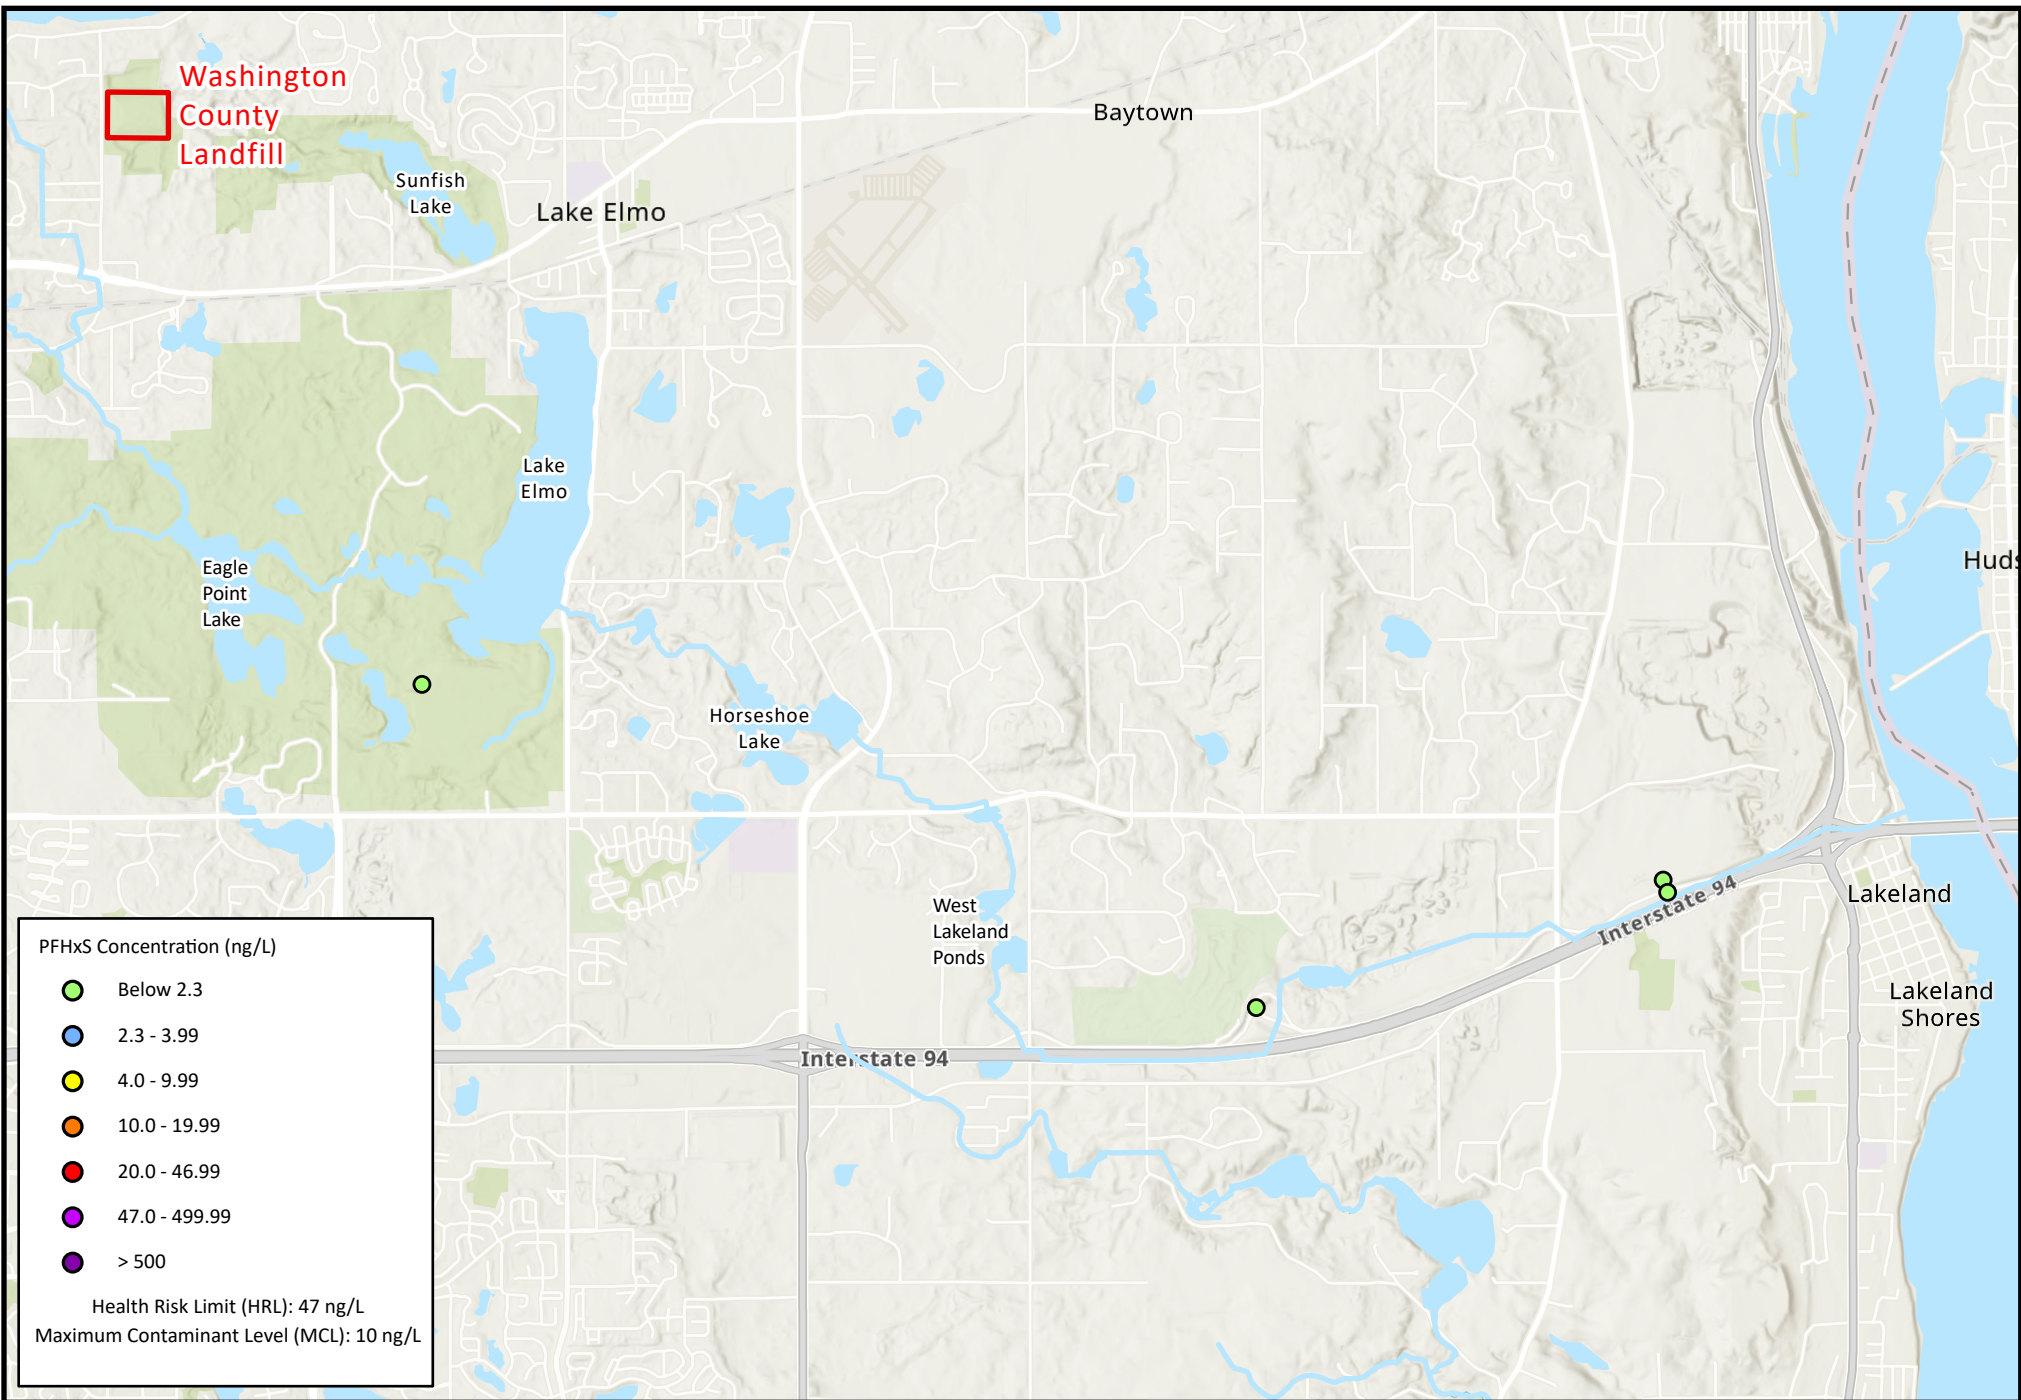 Washington
County
Landfill
Baytown
Sunfish
Lake
Lake Elmo
Lake
Elmo
Eagle
Point
Lake
Huds
Horseshoe
Lake
West
Lakeland
Ponds
Interstate 94
Interstate 94
Lakeland
Lakeland
Shores
PFHxS Concentration (ng/L)
Below 2.3
2.3 - 3.99
4.0 - 9.99
10.0 - 19.99
20.0 - 46.99
47.0 - 499.99
> 500
Health Risk Limit (HRL): 47 ng/L
Maximum Contaminant Level (MCL): 10 ng/L